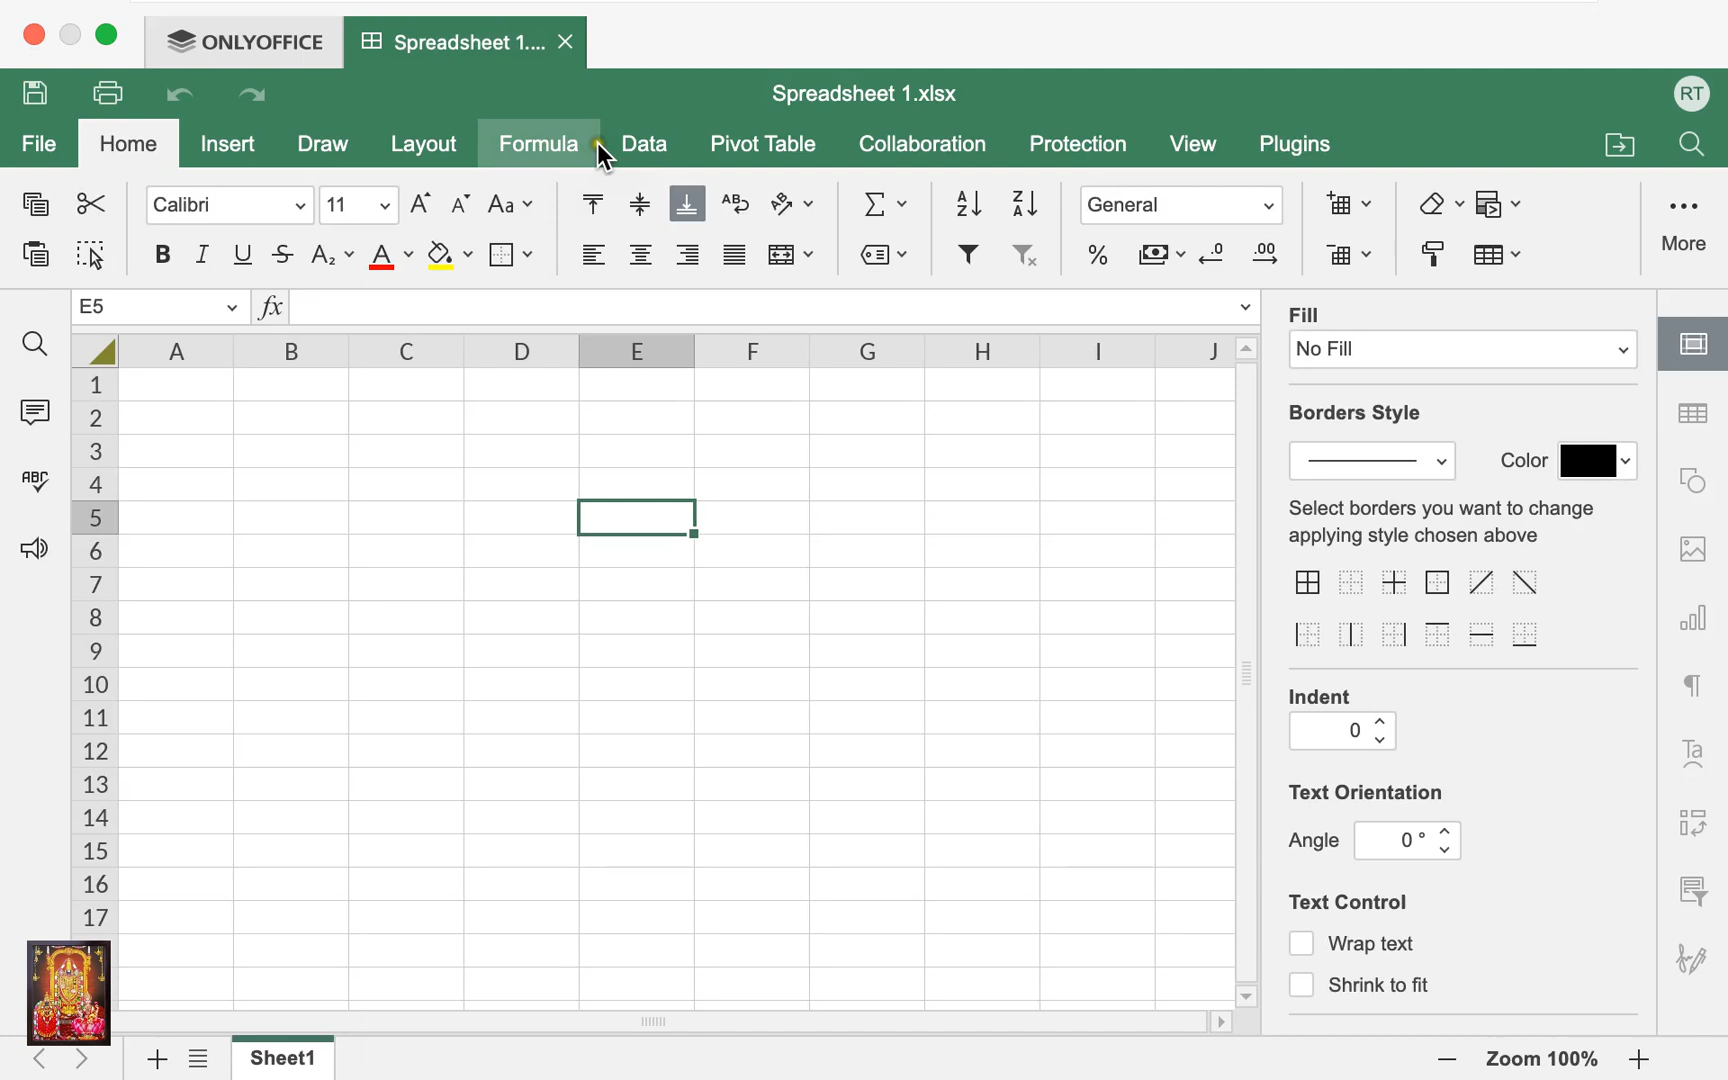 ONLYOFFICE Spreadsheet 1....
Spreadsheet 1.xlsx RT
File Home Insert Draw Layout Formula Data Pivot Table Collaboration Protection View Plugins
Calibri 11 General
More
E5 fx
Fill
No Fill
A B C D E F G H I J
1
2
3
4
5
6
7
8
9
10
11
12
13
14
15
16
17
Borders Style
Color
Select borders you want to change
applying style chosen above
Indent
0
Text Orientation
Angle 0 °
Text Control
Wrap text
Shrink to fit
Sheet1 Zoom 100%